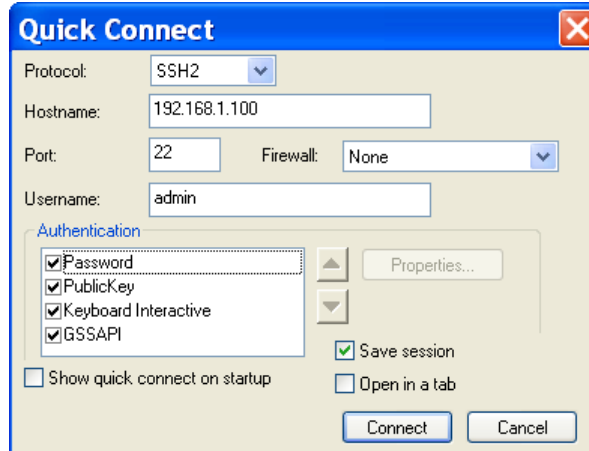 Quick Connect
Protocol: SSH2
Hostname: 192.168.1.100
Port: 22 Firewall: None
Username: admin
Authentication
Password
PublicKey
Keyboard Interactive
GSSAPI
Properties...
Save session
Show quick connect on startup
Open in a tab
Connect Cancel